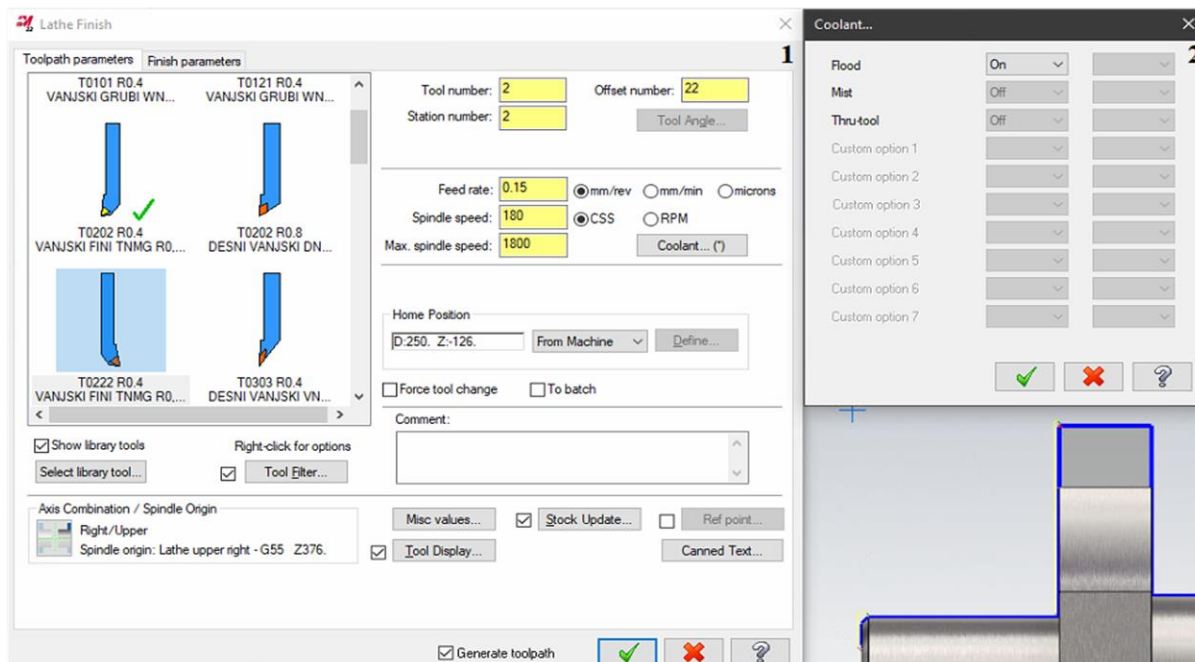 Lathe Finish
1
Toolpath parameters
Finish parameters
T0101 R0.4
VANJSKI GRUBI WN...
T0121 R0.4
VANJSKI GRUBI WN...
T0202 R0.4
VANJSKI FINI TNMG R0,...
T0202 R0.8
DESNI VANJSKI DN...
T0222 R0.4
VANJSKI FINI TNMG R0,...
T0303 R0.4
DESNI VANJSKI VN...
Show library tools
Right-click for options
Select library tool...
Tool Filter...
Axis Combination / Spindle Origin
Right/Upper
Spindle origin: Lathe upper right - G55 Z376.
Tool number: 2
Offset number: 22
Station number: 2
Tool Angle...
Feed rate: 0.15 mm/rev mm/min microns
Spindle speed: 180 CSS RPM
Max. spindle speed: 1800
Coolant... (*)
Home Position
D:250. Z:-126.
From Machine
Define...
Force tool change
To batch
Comment:
Misc values...
Stock Update...
Ref point...
Tool Display...
Canned Text...
Generate toolpath
Coolant...
2
Flood On
Mist Off
Thru-tool Off
Custom option 1
Custom option 2
Custom option 3
Custom option 4
Custom option 5
Custom option 6
Custom option 7